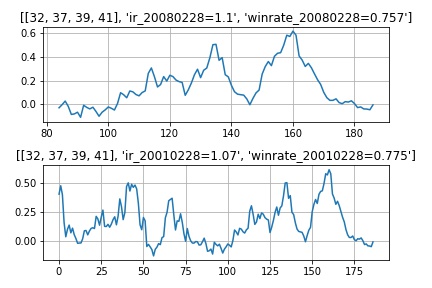 [[32, 37, 39, 41], 'ir_20080228=1.1', 'winrate_20080228=0.757']
0.6
0.4
0.2
0.0
80 100 120 140 160 180
[[32, 37, 39, 41], 'ir_20010228=1.07', 'winrate_20010228=0.775']
0.50
0.25
0.00
0 25 50 75 100 125 150 175